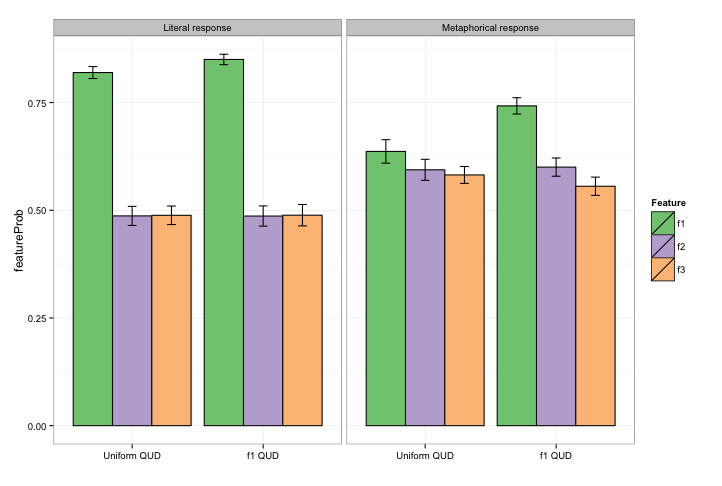 Literal response
Metaphorical response
featureProb
0.75
0.50
0.25
0.00
Uniform QUD
f1 QUD
Uniform QUD
f1 QUD
Feature
f1
f2
f3